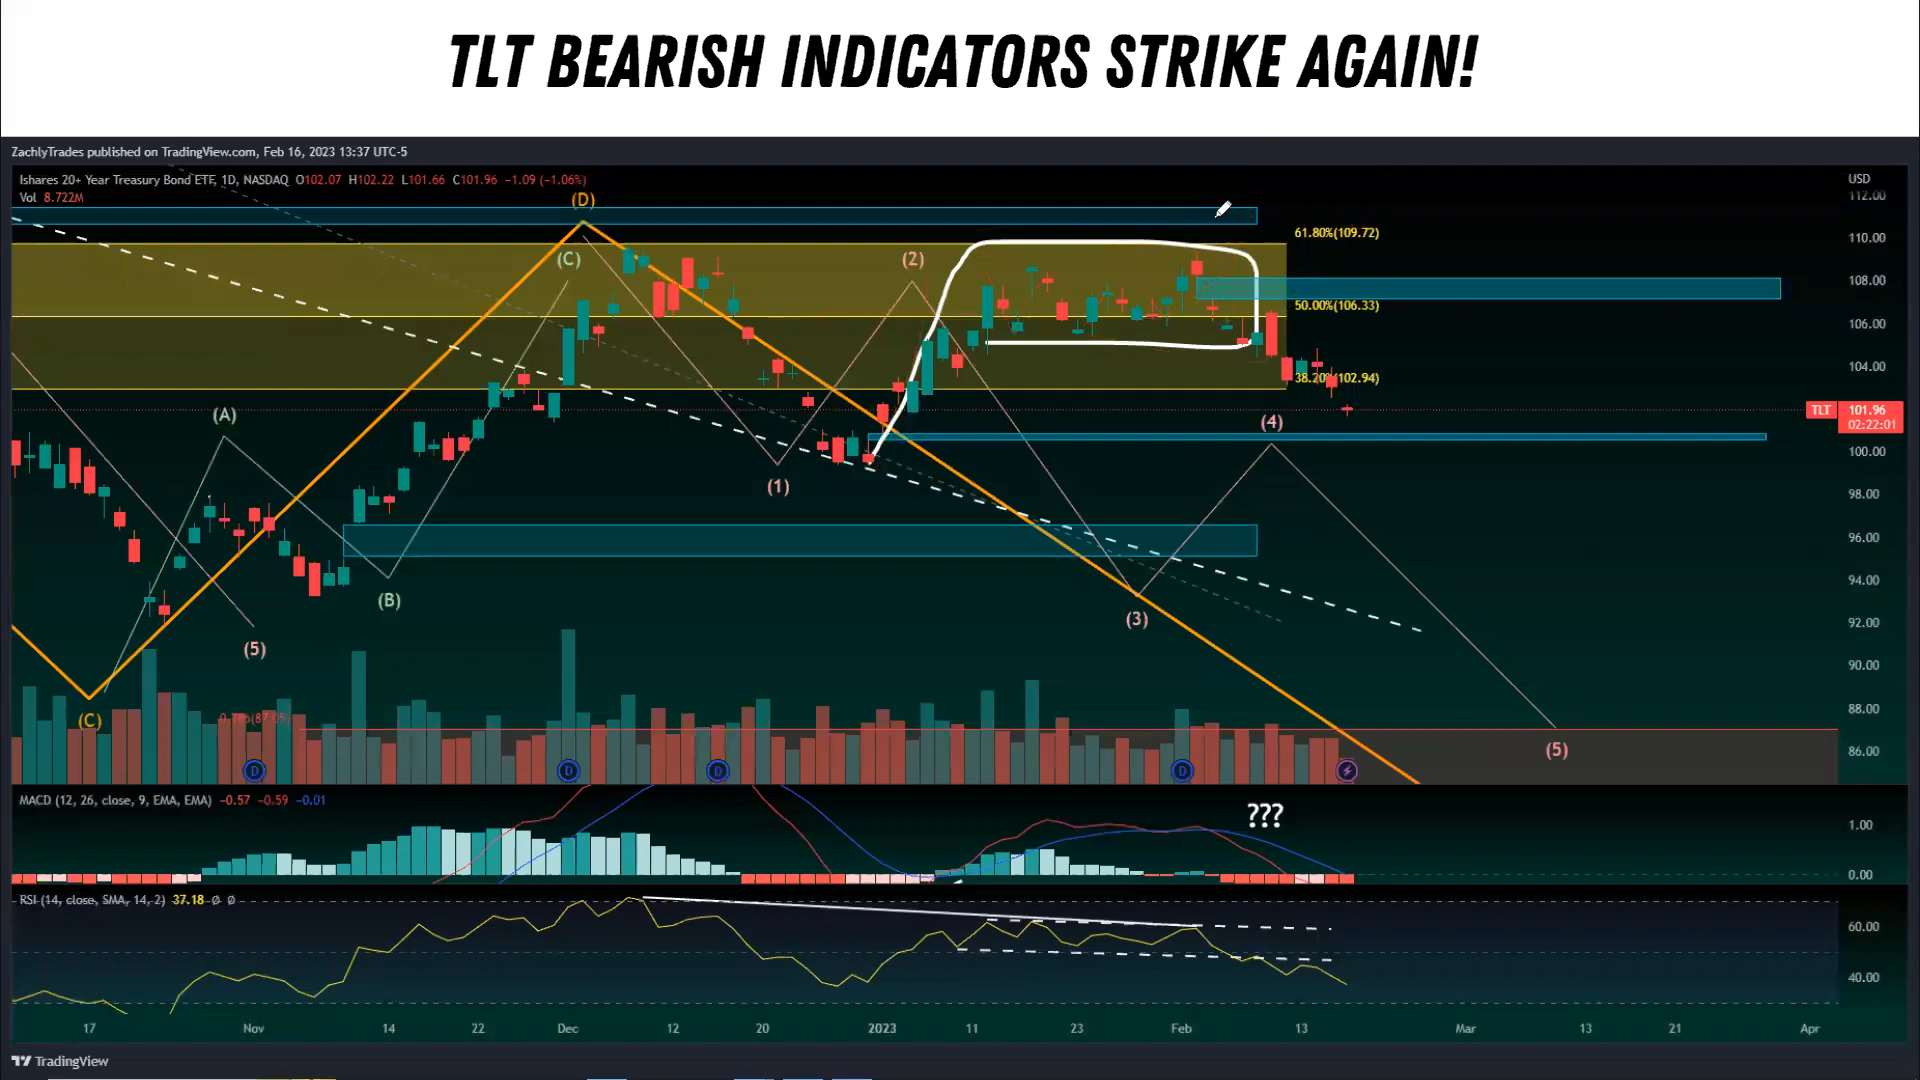 TLT BEARISH INDICATORS STRIKE AGAIN!
ZachlyTrades published on TradingView.com, Feb 16, 2023 13:37 UTC-5
Ishares 20+ Year Treasury Bond ETF, 1D, NASDAQ O102.07 H102.22 L101.66 C101.96 −1.09 (−1.06%)
USD
Vol 8.722M
112.00
(D)
61.80%(109.72)
110.00
(C)
(2)
108.00
50.00%(106.33)
106.00
104.00
38.20%(102.94)
TLT 101.96
02:22:01
(A)
(4)
100.00
(1)
98.00
96.00
94.00
(B)
(3)
92.00
(5)
90.00
(C)
0.786(87.05)
88.00
(5)
86.00
D D D D
MACD (12, 26, close, 9, EMA, EMA) −0.57 −0.59 −0.01
???
1.00
0.00
RSI (14, close, SMA, 14, 2) 37.18 Ø Ø
60.00
40.00
17 Nov 14 22 Dec 12 20 2023 11 23 Feb 13 Mar 13 21 Apr
TradingView